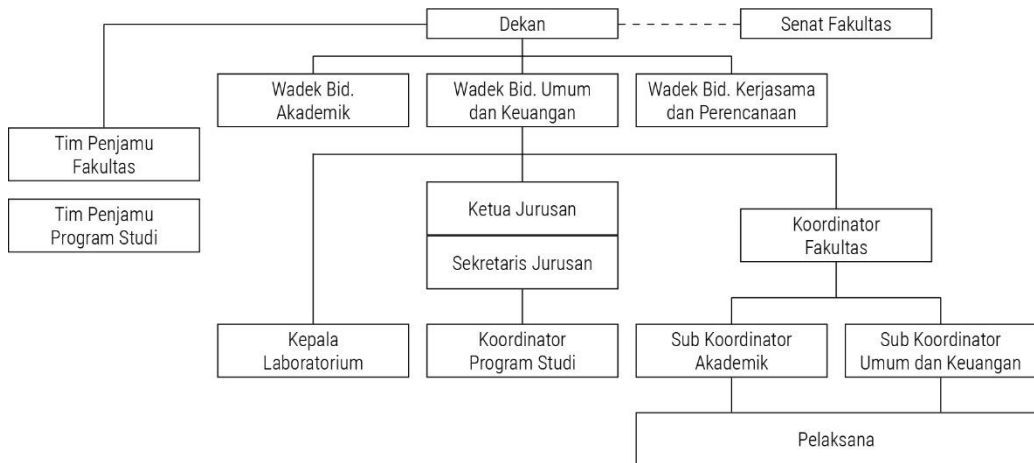 Dekan
Senat Fakultas
Wadek Bid.
Akademik
Wadek Bid. Umum
dan Keuangan
Wadek Bid. Kerjasama
dan Perencanaan
Tim Penjamu
Fakultas
Tim Penjamu
Program Studi
Ketua Jurusan
Sekretaris Jurusan
Koordinator
Fakultas
Kepala
Laboratorium
Koordinator
Program Studi
Sub Koordinator
Akademik
Sub Koordinator
Umum dan Keuangan
Pelaksana